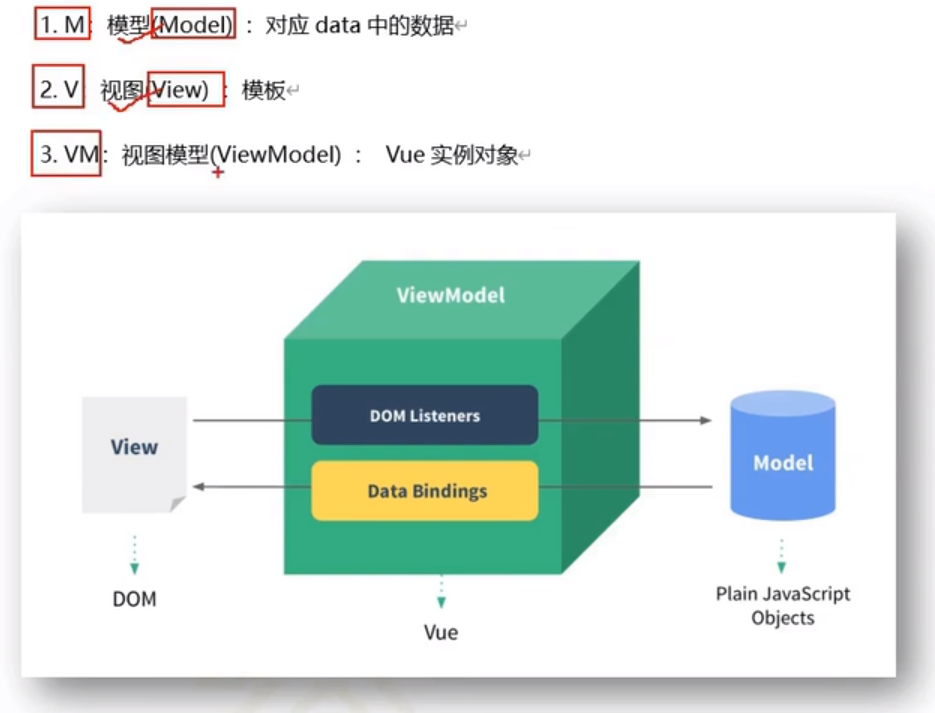 1. M：模型(Model) ：对应 data 中的数据↵
2. V：视图(View) ：模板↵
3. VM：视图模型(ViewModel) ： Vue 实例对象↵
ViewModel
DOM Listeners
View
Model
Data Bindings
DOM
Plain JavaScript
Objects
Vue